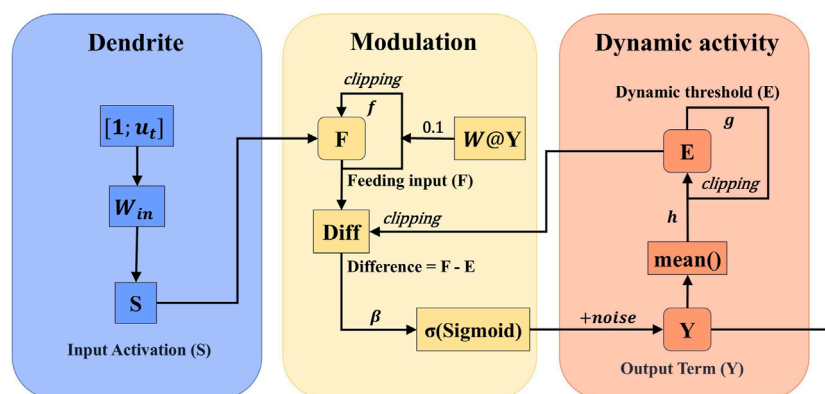 Dendrite
[1; u_t]
W_in
S
Input Activation (S)
Modulation
clipping
f
F
0.1
W@Y
Feeding input (F)
clipping
Diff
Difference = F - E
β
σ(Sigmoid)
Dynamic activity
Dynamic threshold (E)
g
E
clipping
h
mean()
+noise
Y
Output Term (Y)